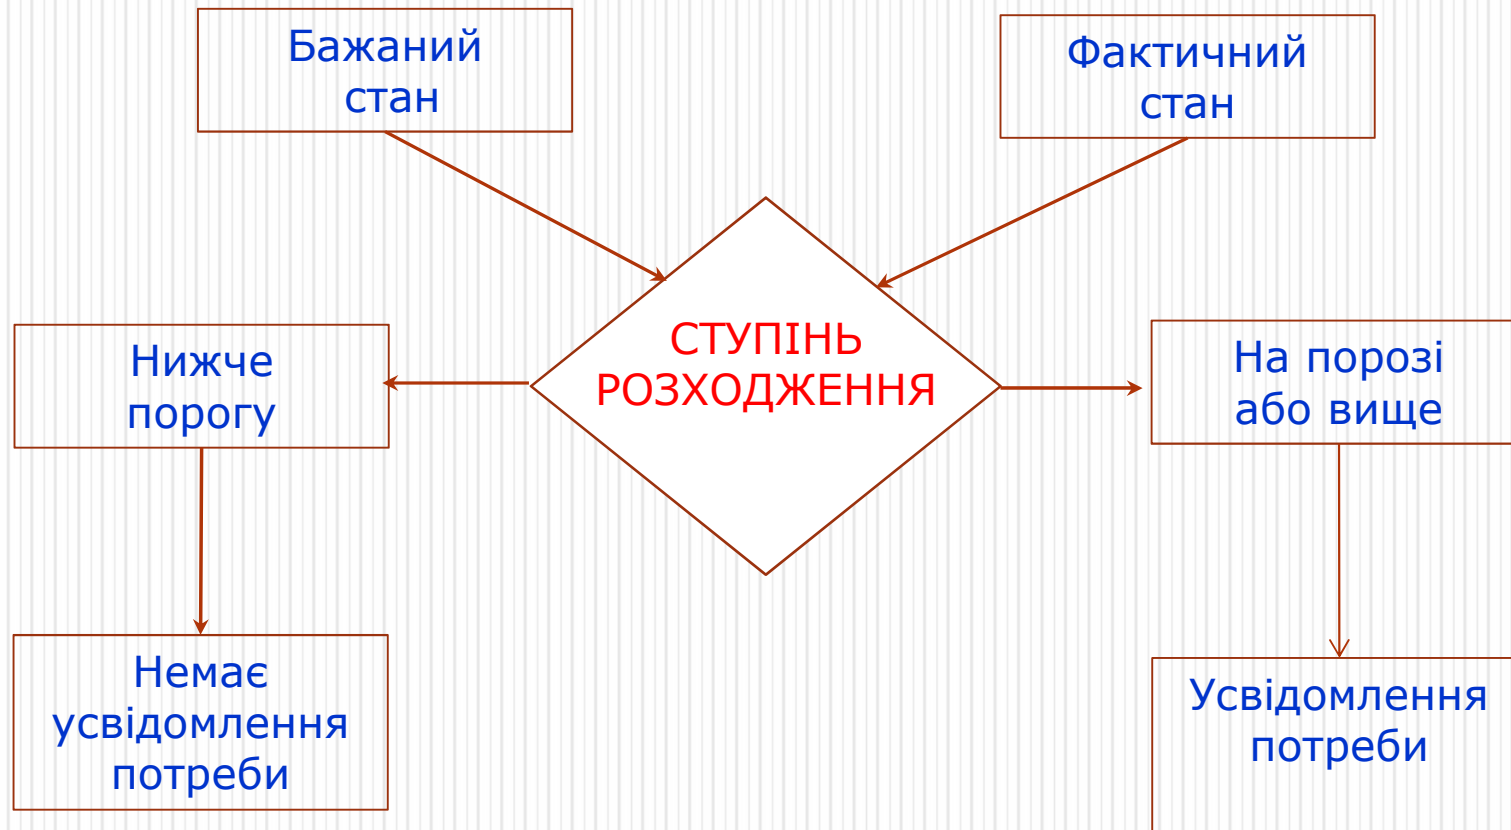 Бажаний
стан
Фактичний
стан
СТУПІНЬ
РОЗХОДЖЕННЯ
Нижче
порогу
На порозі
або вище
Немає
усвідомлення
потреби
Усвідомлення
потреби